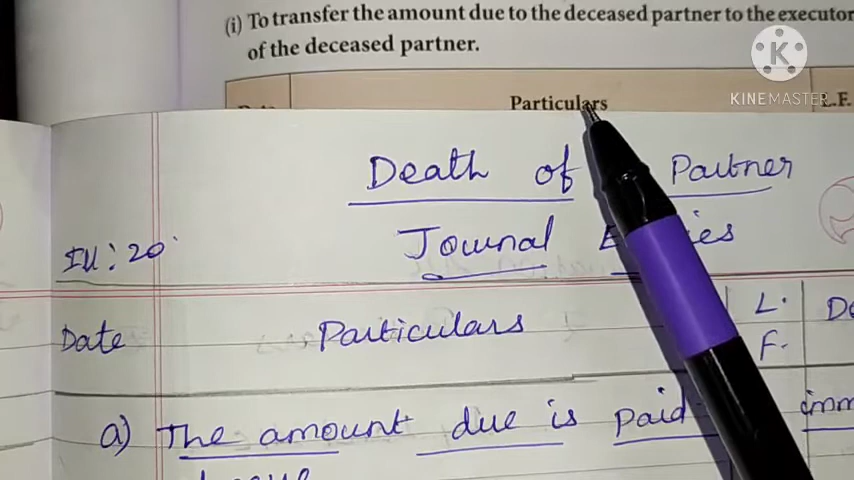 (i) To transfer the amount due to the deceased partner to the executor
of the deceased partner.
Particulars L.F.
KINEMASTER
Death of Partner
Journal
Ill : 20
Date Particulars L.
F.
a) The amount due is paid